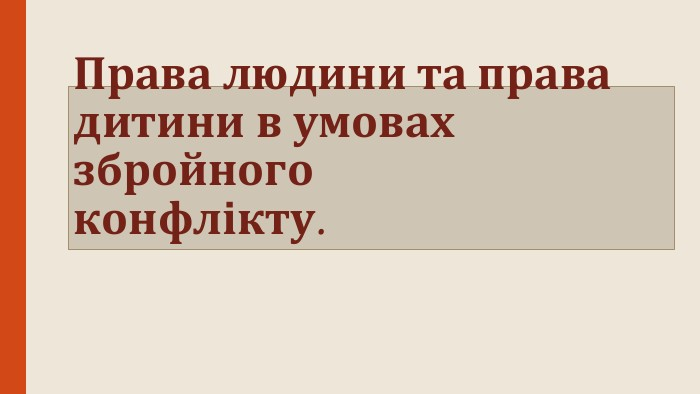 Права людини та права
дитини в умовах
збройного
конфлікту.